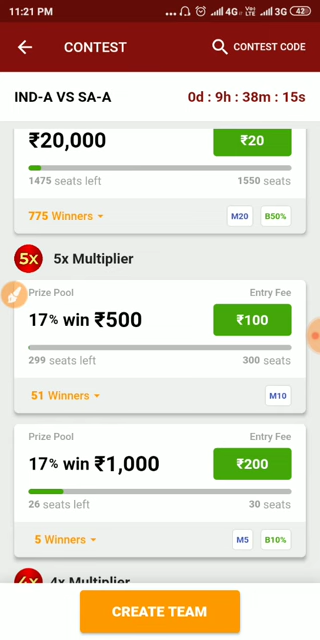 11:21 PM ... 4G Vo LTE 3G 42
CONTEST CONTEST CODE
IND-A VS SA-A 0d : 9h : 38m : 15s
₹20,000 ₹20
1475 seats left 1550 seats
775 Winners M20 B50%
5x 5x Multiplier
Prize Pool Entry Fee
17% win ₹500 ₹100
299 seats left 300 seats
51 Winners M10
Prize Pool Entry Fee
17% win ₹1,000 ₹200
26 seats left 30 seats
5 Winners M5 B10%
4x 4x Multiplier
CREATE TEAM